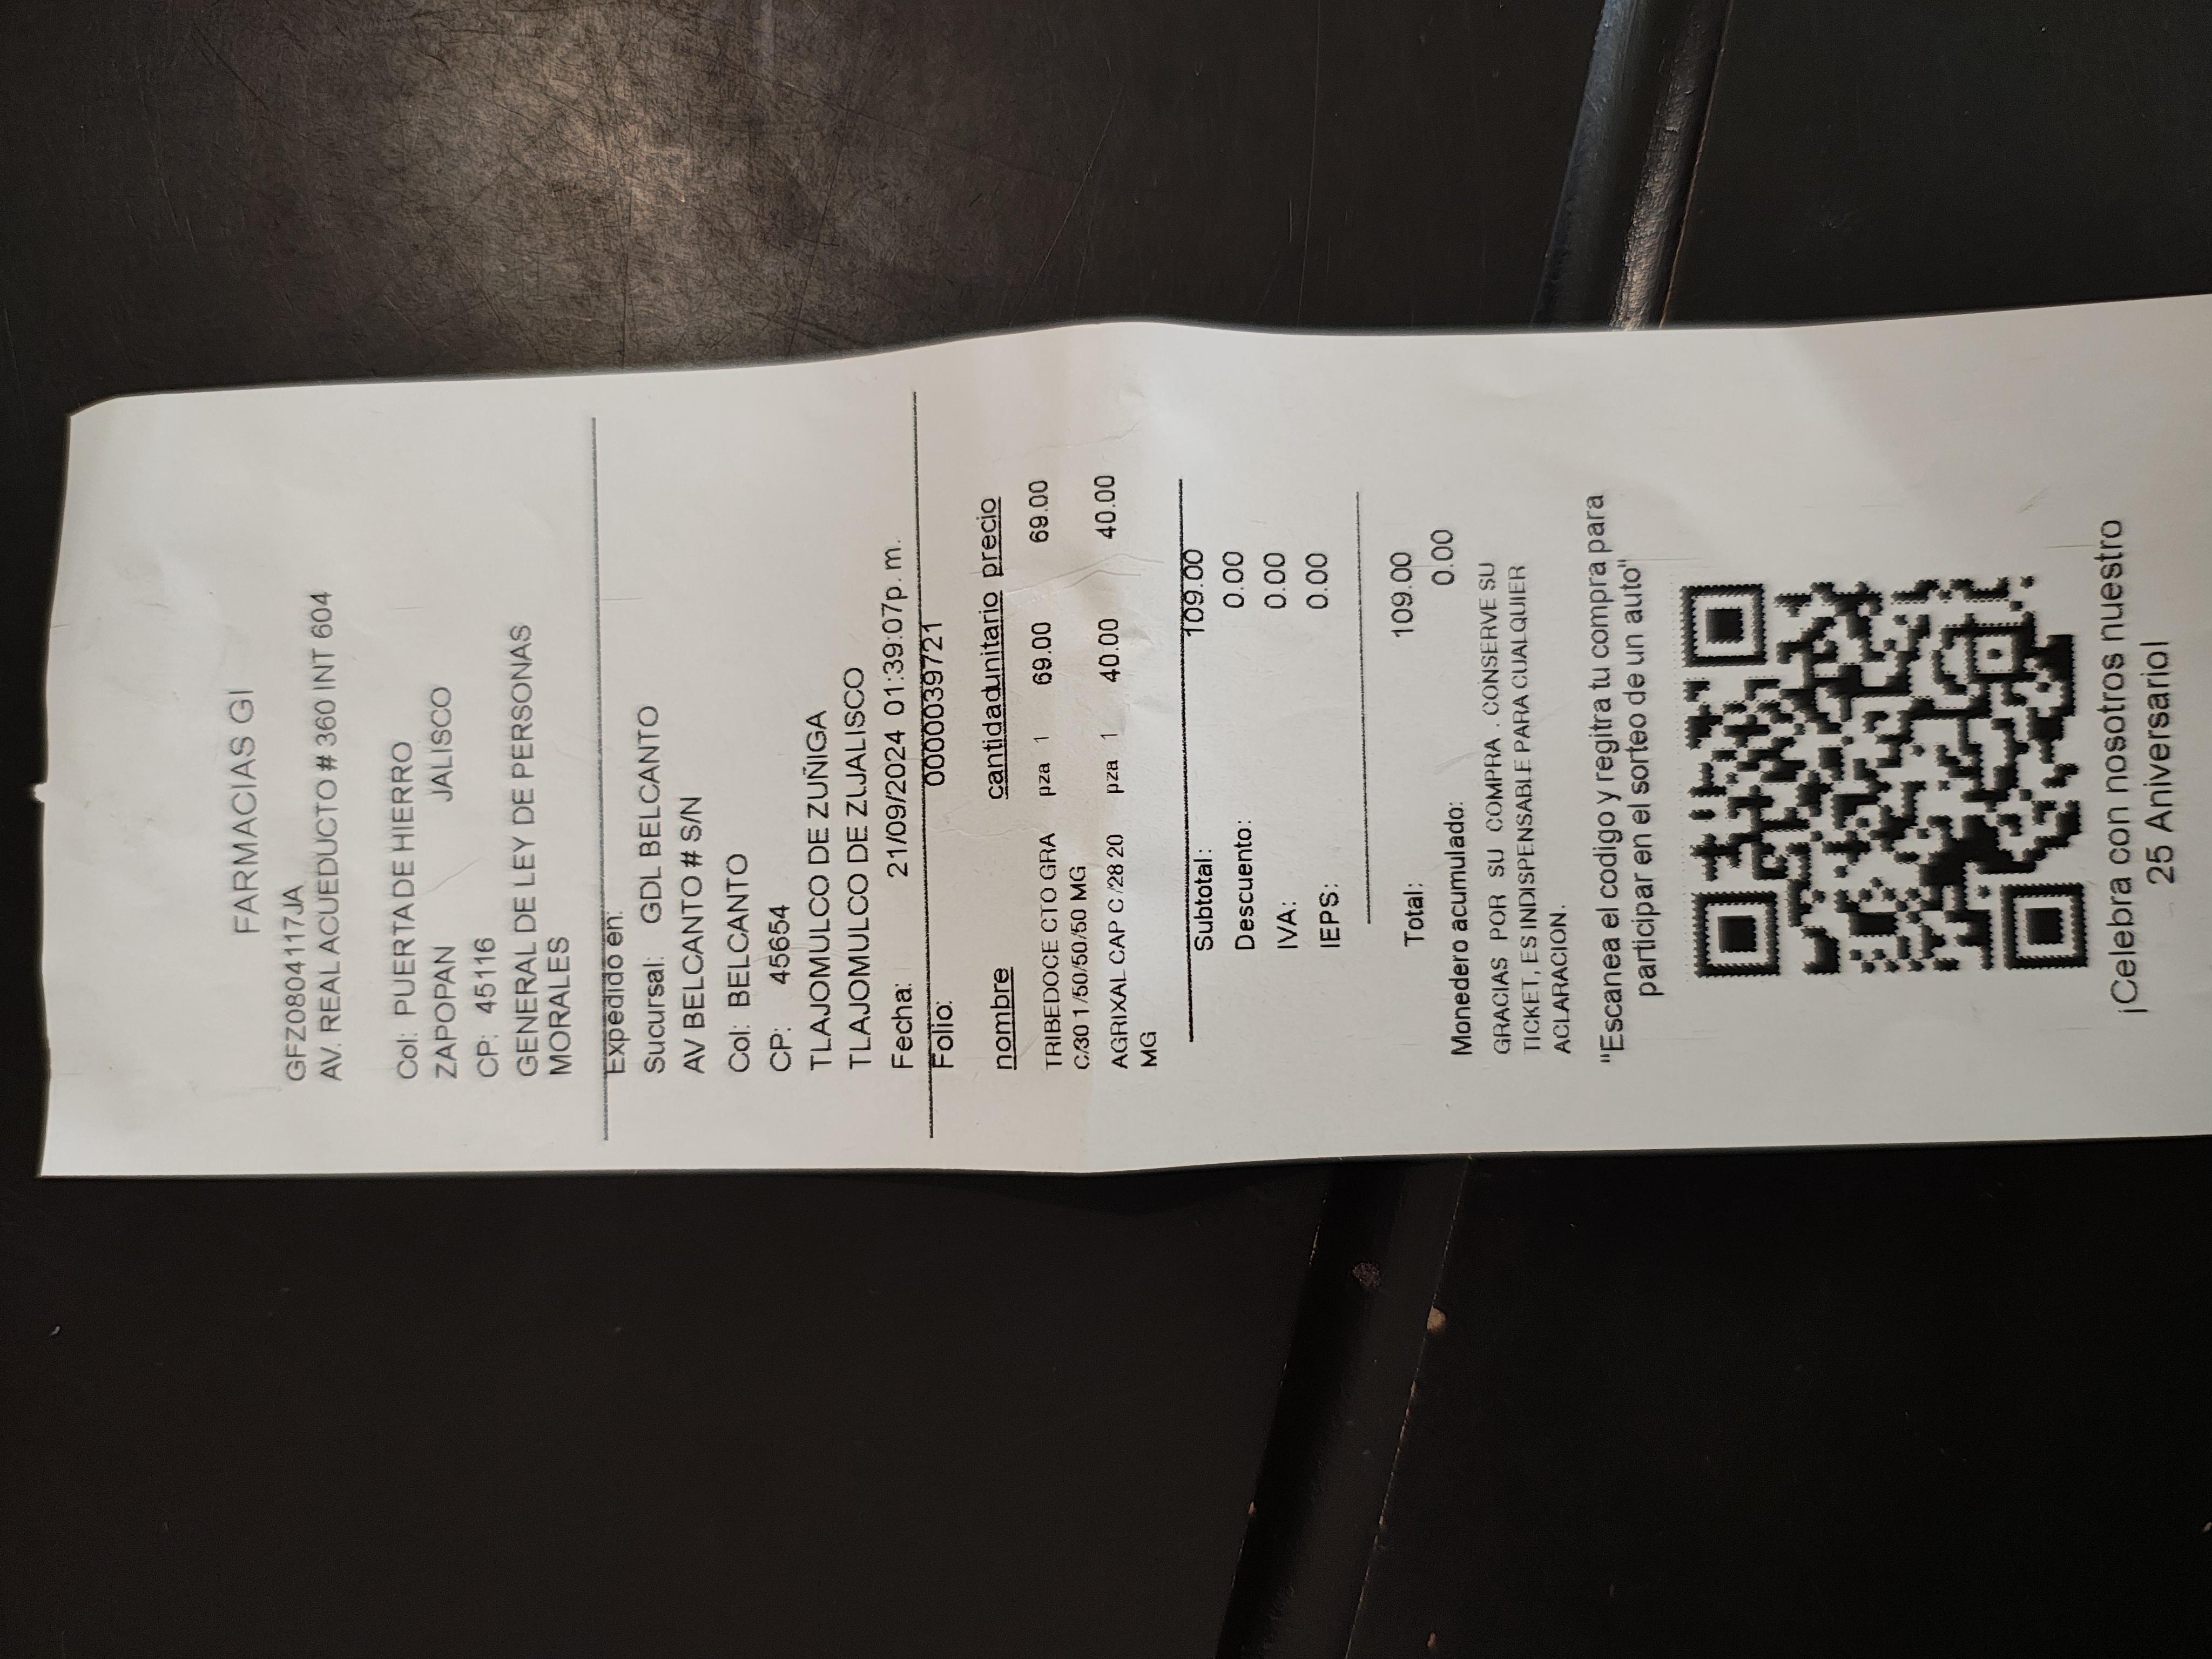 FARMACIAS GI
GFZ0804117JA
AV. REAL ACUEDUCTO # 360 INT 604
Col: PUERTA DE HIERRO
ZAPOPAN JALISCO
CP: 45116
GENERAL DE LEY DE PERSONAS
MORALES
Expedido en:
Sucursal: GDL BELCANTO
AV BELCANTO # S/N
Col: BELCANTO
CP: 45654
TLAJOMULCO DE ZUÑIGA
TLAJOMULCO DE ZUJALISCO
Fecha: 21/09/2024 01:39:07p. m.
Folio: 0000039721
nombre cantidadunitario precio
TRIBEDOCE CTO GRA pza 1 69.00 69.00
C/30 1/50/50/50 MG
AGRIXAL CAP C/28 20 pza 1 40.00 40.00
MG
Subtotal: 109.00
Descuento: 0.00
IVA: 0.00
IEPS: 0.00
Total: 109.00
Monedero acumulado: 0.00
GRACIAS POR SU COMPRA . CONSERVE SU
TICKET, ES INDISPENSABLE PARA CUALQUIER
ACLARACION.
"Escanea el codigo y regitra tu compra para
participar en el sorteo de un auto"
¡Celebra con nosotros nuestro
25 Aniversario!